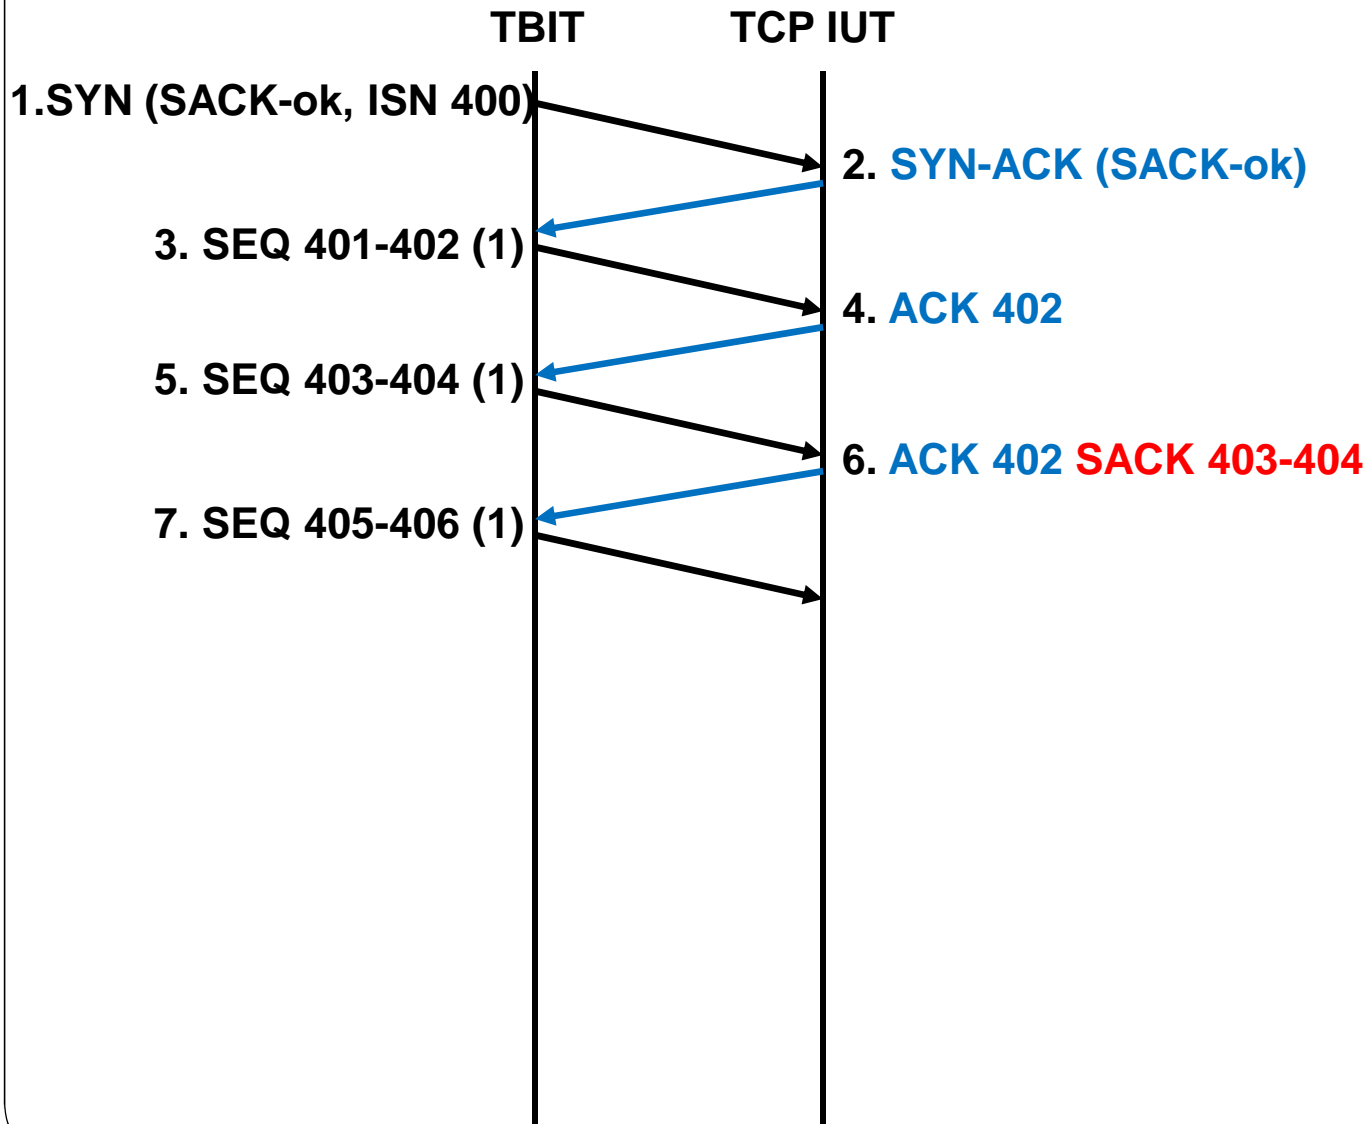 TBIT TCP IUT
1.SYN (SACK-ok, ISN 400)
2. SYN-ACK (SACK-ok)
3. SEQ 401-402 (1)
4. ACK 402
5. SEQ 403-404 (1)
6. ACK 402 SACK 403-404
7. SEQ 405-406 (1)